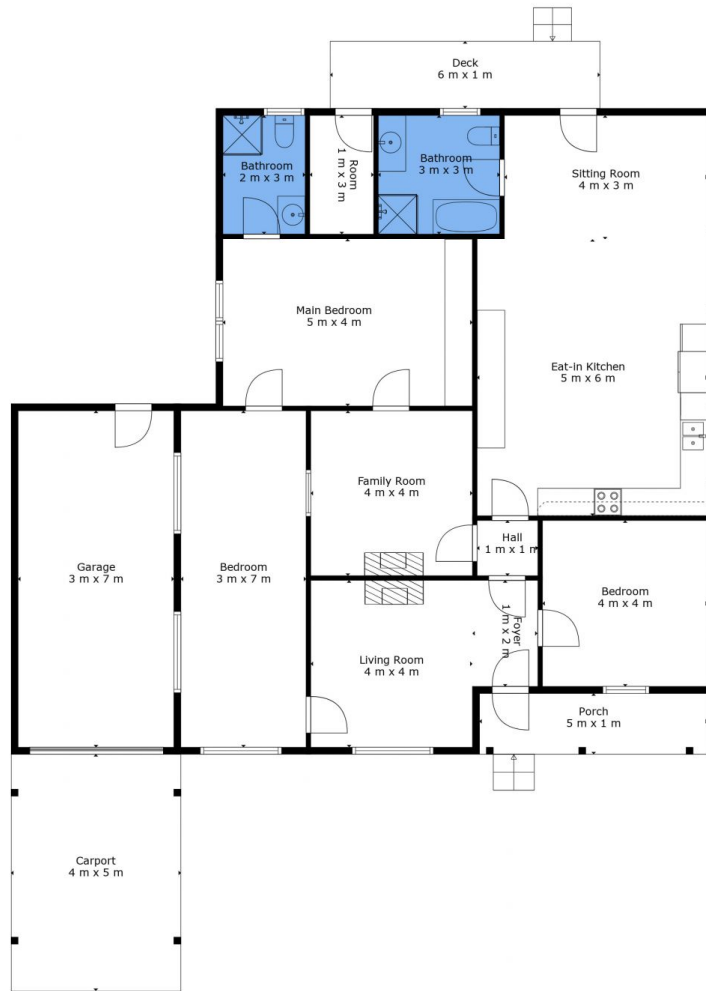 Deck
6 m x 1 m
Bathroom
2 m x 3 m
Room
1 m x 3 m
Bathroom
3 m x 3 m
Sitting Room
4 m x 3 m
Main Bedroom
5 m x 4 m
Eat-in Kitchen
5 m x 6 m
Family Room
4 m x 4 m
Hall
1 m x 1 m
Garage
3 m x 7 m
Bedroom
3 m x 7 m
Bedroom
4 m x 4 m
Foyer
1 m x 2 m
Living Room
4 m x 4 m
Porch
5 m x 1 m
Carport
4 m x 5 m